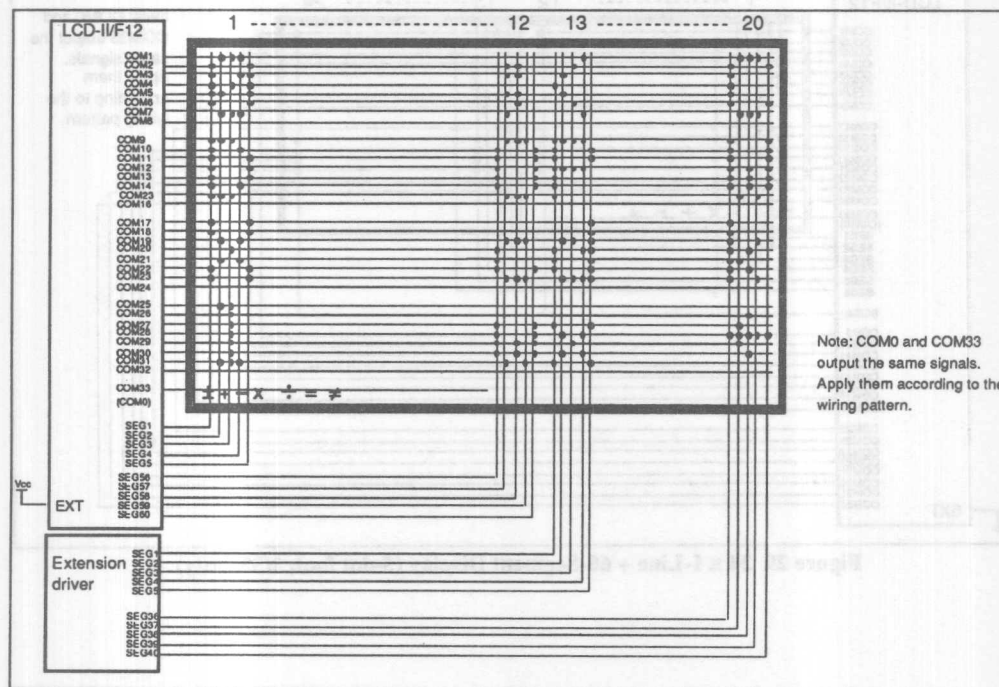 LCD-II/F12
1 12 13 20
COM1
COM2
COM3
COM4
COM5
COM6
COM7
COM8
COM9
COM10
COM11
COM12
COM13
COM14
COM23
COM16
COM17
COM18
COM19
COM20
COM21
COM22
COM23
COM24
COM25
COM26
COM27
COM28
COM29
COM30
COM31
COM32
COM33
(COM0)
+ − × ÷ = ≠
SEG1
SEG2
SEG3
SEG4
SEG5
SEG56
SEG57
SEG58
SEG59
SEG60
Vcc
EXT
Extension
driver
SEG1
SEG2
SEG3
SEG4
SEG5
SEG36
SEG37
SEG38
SEG39
SEG40
Note: COM0 and COM33
output the same signals.
Apply them according to the
wiring pattern.